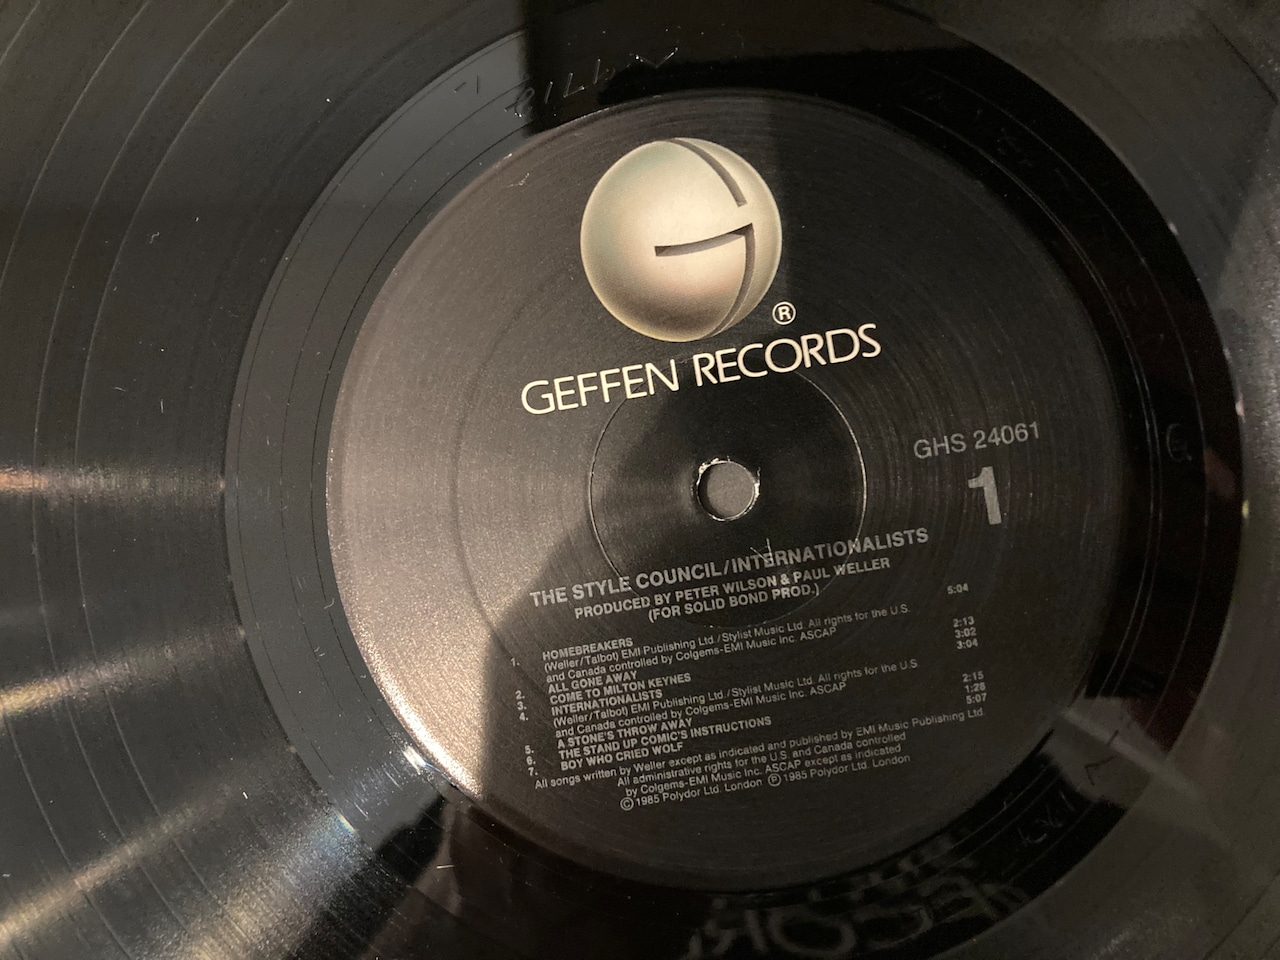 ®
GEFFEN RECORDS
GHS 24061
1
THE STYLE COUNCIL/INTERNATIONALISTS
PRODUCED BY PETER WILSON & PAUL WELLER
(FOR SOLID BOND PROD.)
1. HOMEBREAKERS 5:04
(Weller/Talbot) EMI Publishing Ltd./Stylist Music Ltd. All rights for the U.S.
and Canada controlled by Colgems-EMI Music Inc. ASCAP
2. ALL GONE AWAY 2:13
3. COME TO MILTON KEYNES 3:02
4. INTERNATIONALISTS 3:04
(Weller/Talbot) EMI Publishing Ltd./Stylist Music Ltd. All rights for the U.S
and Canada controlled by Colgems-EMI Music Inc. ASCAP
5. A STONE'S THROW AWAY 2:15
6. THE STAND UP COMIC'S INSTRUCTIONS 1:28
7. BOY WHO CRIED WOLF 5:07
All songs written by Weller except as indicated and published by EMI Music Publishing Ltd.
All administrative rights for the U.S. and Canada controlled
by Colgems-EMI Music Inc. ASCAP except as indicated
©1985 Polydor Ltd. London ℗1985 Polydor Ltd. London